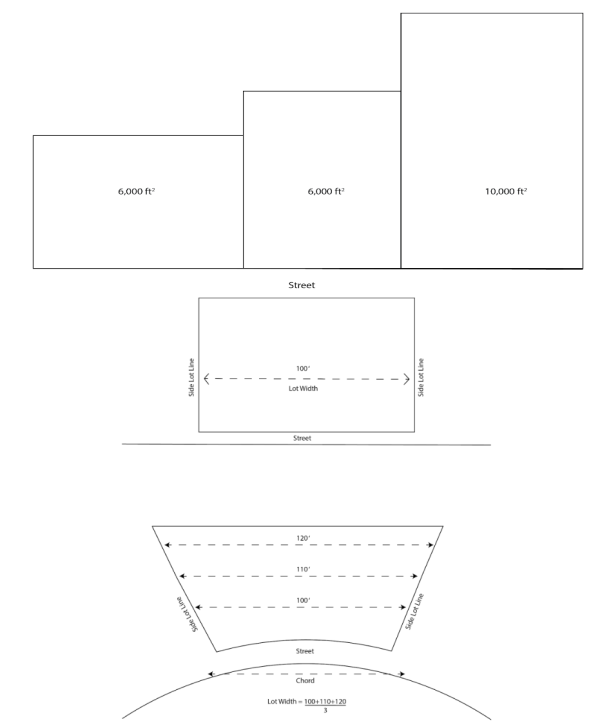 6,000 ft²
6,000 ft²
10,000 ft²
Street
Side Lot Line
100'
Lot Width
Side Lot Line
Street
120'
110'
100'
Side Lot Line
Side Lot Line
Street
Chord
Lot Width = 100+110+120
3